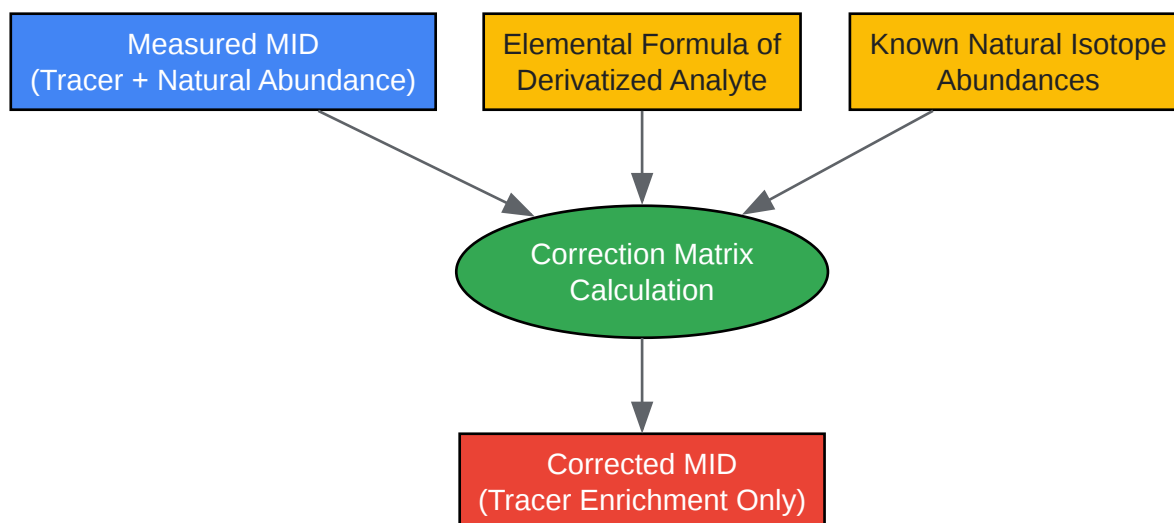 Measured MID
(Tracer + Natural Abundance)
Elemental Formula of
Derivatized Analyte
Known Natural Isotope
Abundances
Correction Matrix
Calculation
Corrected MID
(Tracer Enrichment Only)